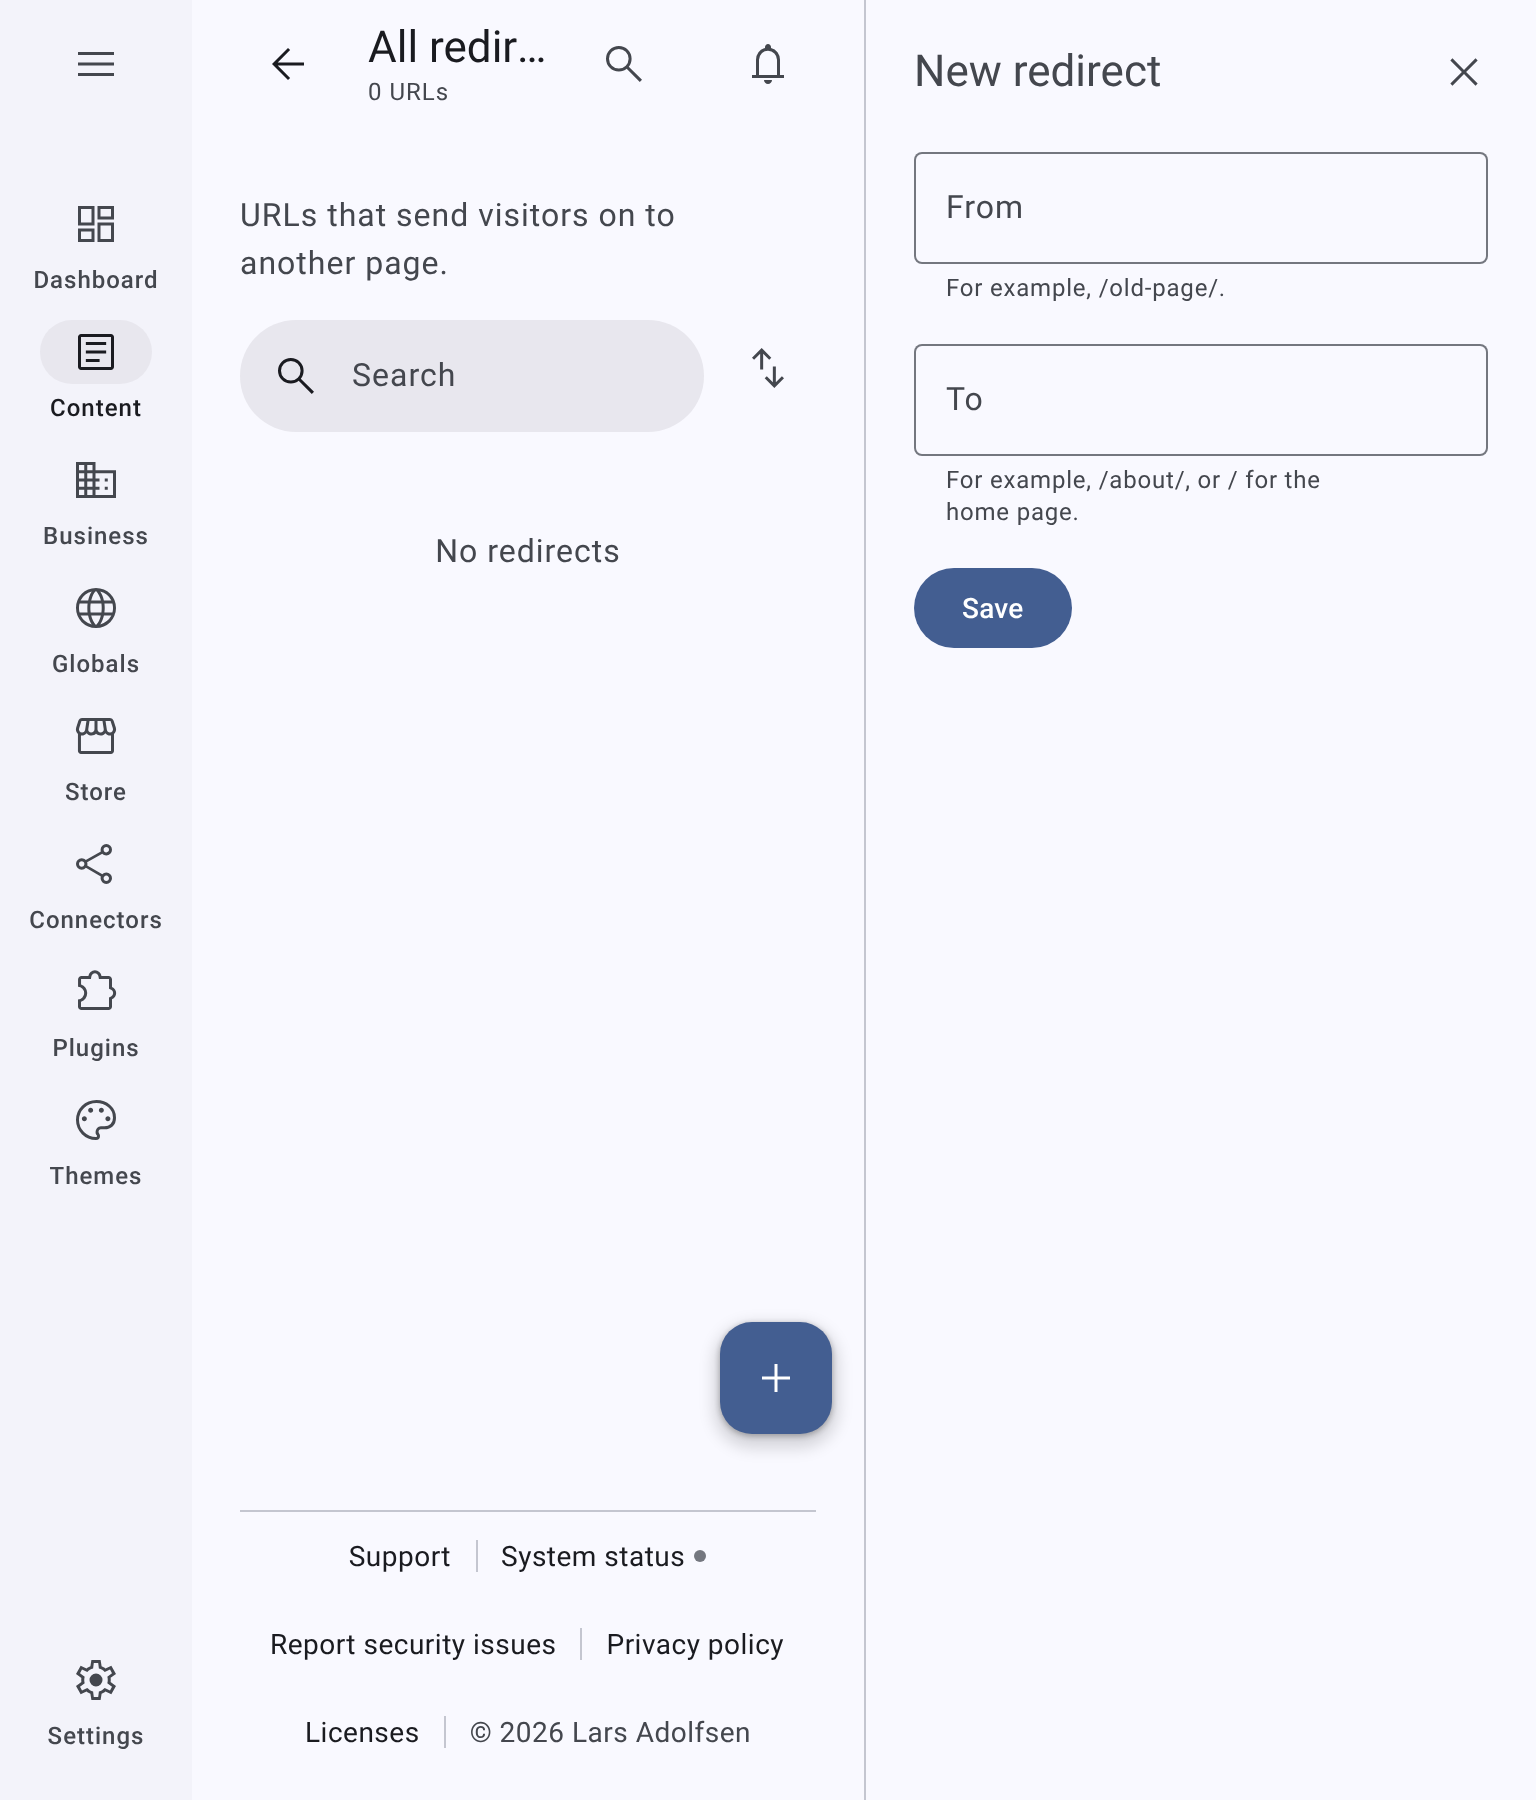 Dashboard
Content
Business
Globals
Store
Connectors
Plugins
Themes
Settings
All redir...
0 URLs
URLs that send visitors on to
another page.
Search
No redirects
Support
System status
Report security issues
Privacy policy
Licenses
© 2026 Lars Adolfsen
New redirect
From
For example, /old-page/.
To
For example, /about/, or / for the
home page.
Save